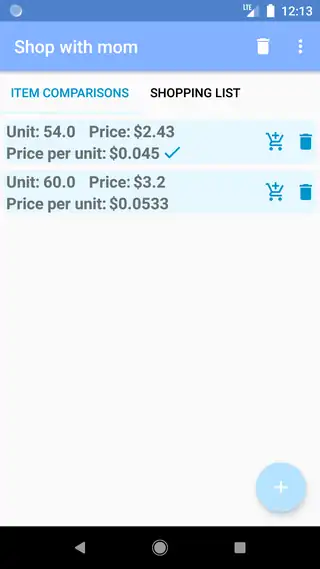 LTE 12:13
Shop with mom
ITEM COMPARISONS SHOPPING LIST
Unit: 54.0 Price: $2.43
Price per unit: $0.045
Unit: 60.0 Price: $3.2
Price per unit: $0.0533